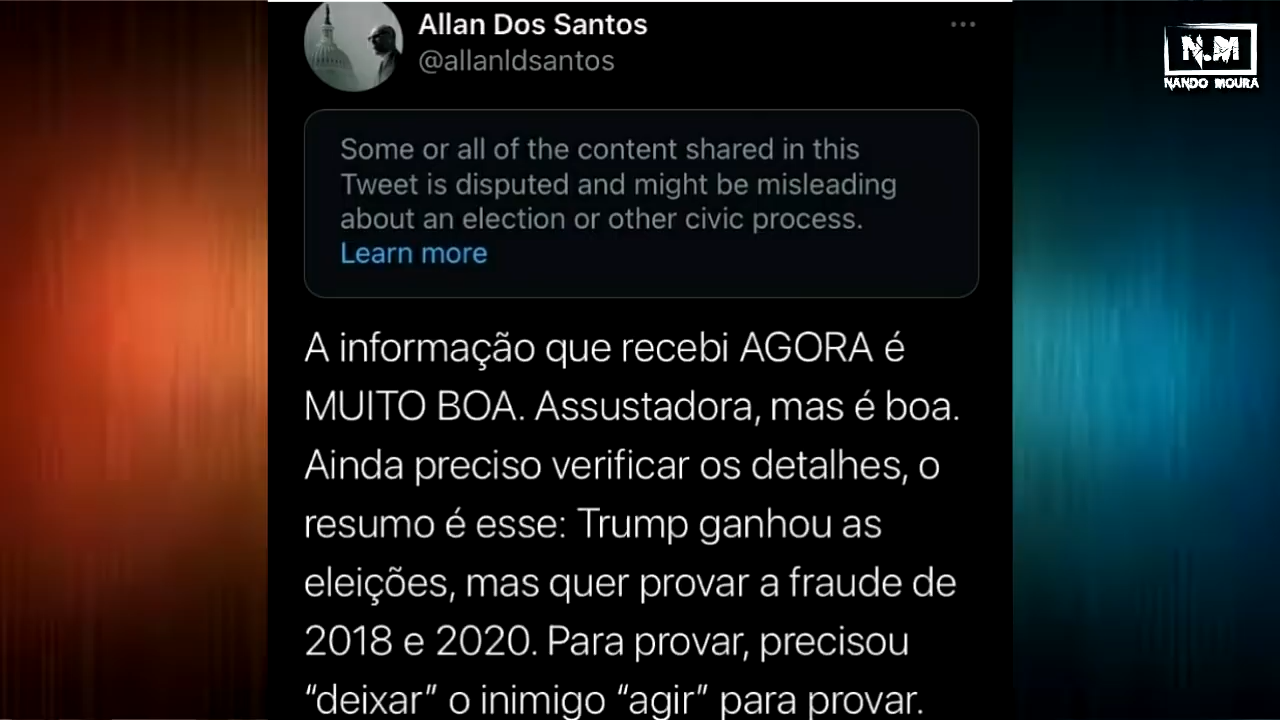 Allan Dos Santos
@allanldsantos
N.M
NANDO MOURA
Some or all of the content shared in this
Tweet is disputed and might be misleading
about an election or other civic process.
Learn more
A informação que recebi AGORA é
MUITO BOA. Assustadora, mas é boa.
Ainda preciso verificar os detalhes, o
resumo é esse: Trump ganhou as
eleições, mas quer provar a fraude de
2018 e 2020. Para provar, precisou
“deixar” o inimigo “agir” para provar.